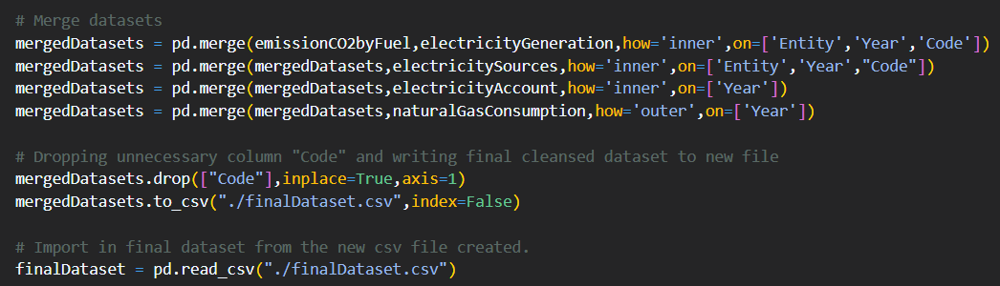 # Merge datasets
mergedDatasets = pd.merge(emissionCO2byFuel,electricityGeneration,how='inner',on=['Entity','Year','Code'])
mergedDatasets = pd.merge(mergedDatasets,electricitySources,how='inner',on=['Entity','Year',"Code"])
mergedDatasets = pd.merge(mergedDatasets,electricityAccount,how='inner',on=['Year'])
mergedDatasets = pd.merge(mergedDatasets,naturalGasConsumption,how='outer',on=['Year'])
# Dropping unnecessary column "Code" and writing final cleansed dataset to new file
mergedDatasets.drop(["Code"],inplace=True,axis=1)
mergedDatasets.to_csv("./finalDataset.csv",index=False)
# Import in final dataset from the new csv file created.
finalDataset = pd.read_csv("./finalDataset.csv")